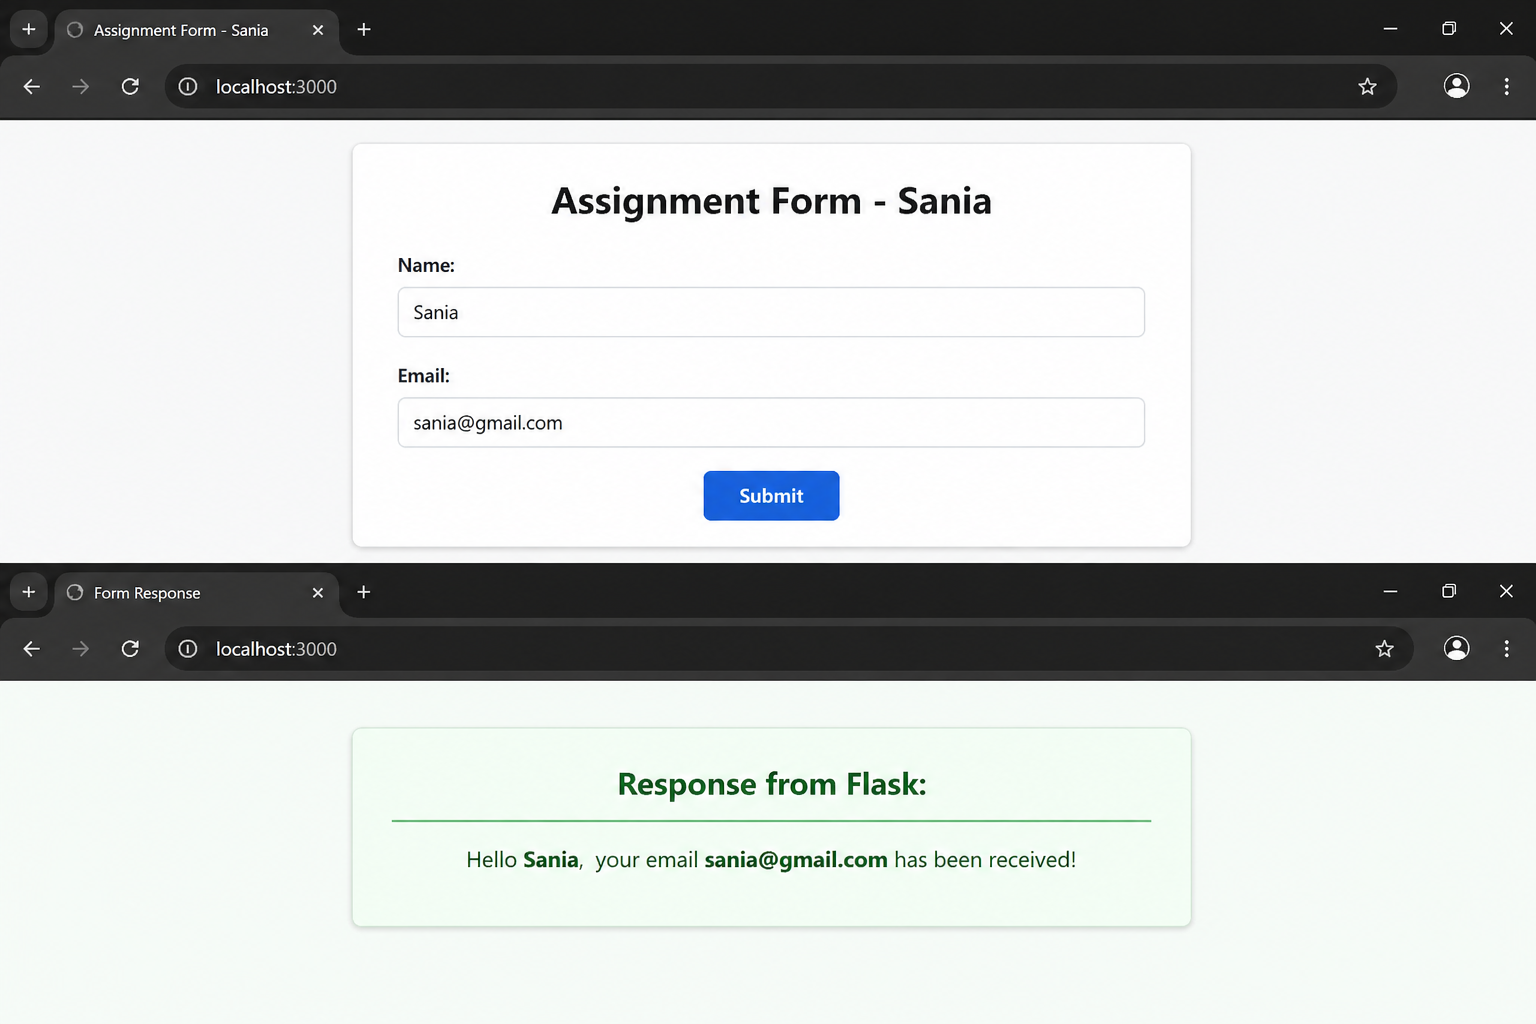 Assignment Form - Sania
localhost:3000
Assignment Form - Sania
Name:
Sania
Email:
sania@gmail.com
Submit
Form Response
localhost:3000
Response from Flask:
Hello Sania, your email sania@gmail.com has been received!